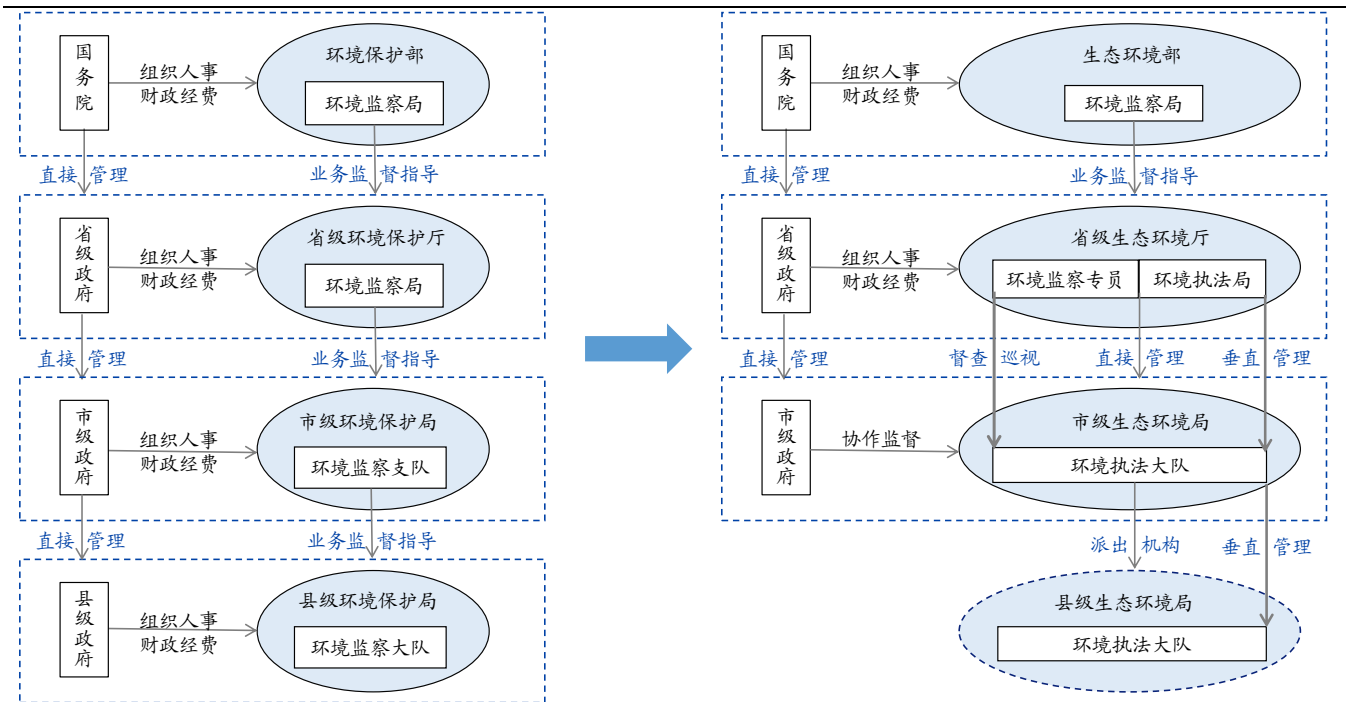 国务院
组织人事
财政经费
环境保护部
环境监察局
直接管理
业务监督指导
省级政府
组织人事
财政经费
省级环境保护厅
环境监察局
直接管理
业务监督指导
市级政府
组织人事
财政经费
市级环境保护局
环境监察支队
直接管理
业务监督指导
县级政府
组织人事
财政经费
县级环境保护局
环境监察大队
国务院
组织人事
财政经费
生态环境部
环境监察局
直接管理
业务监督指导
省级政府
组织人事
财政经费
省级生态环境厅
环境监察专员
环境执法局
直接管理
督查巡视
直接管理
垂直管理
市级政府
协作监督
市级生态环境局
环境执法大队
派出机构
垂直管理
县级生态环境局
环境执法大队